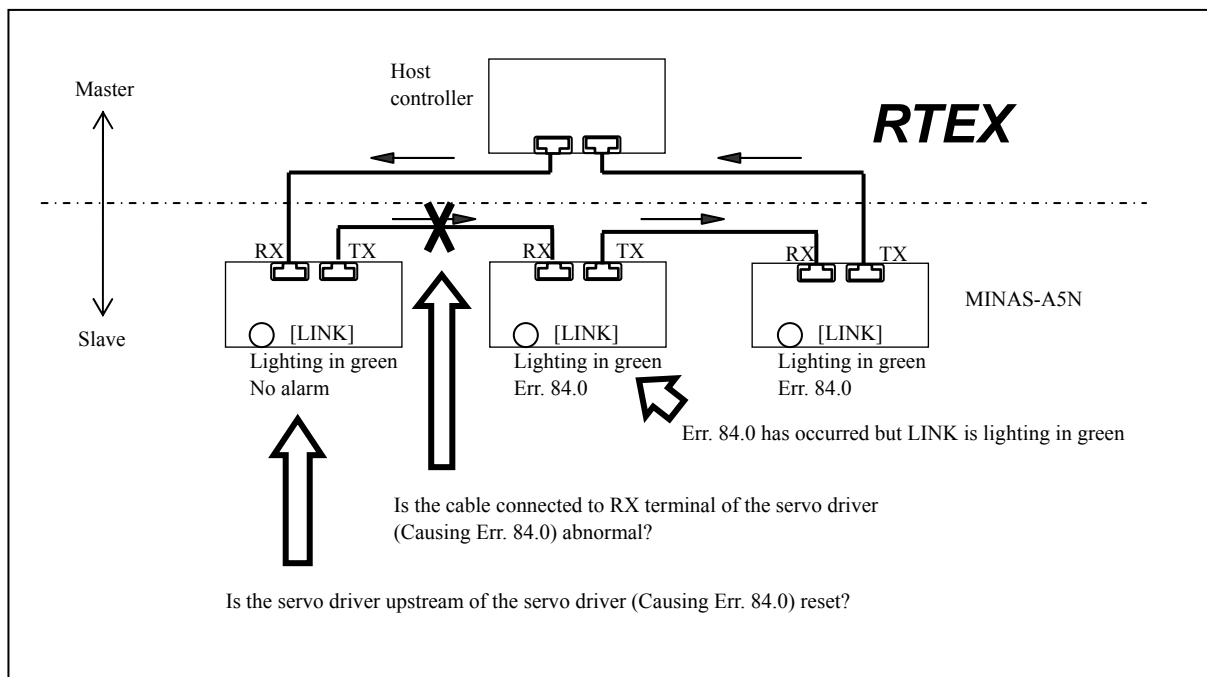 Master
Host
controller
RTEX
RX
TX
RX
TX
RX
TX
MINAS-A5N
Slave
[LINK]
Lighting in green
No alarm
[LINK]
Lighting in green
Err. 84.0
[LINK]
Lighting in green
Err. 84.0
Err. 84.0 has occurred but LINK is lighting in green
Is the cable connected to RX terminal of the servo driver
(Causing Err. 84.0) abnormal?
Is the servo driver upstream of the servo driver (Causing Err. 84.0) reset?